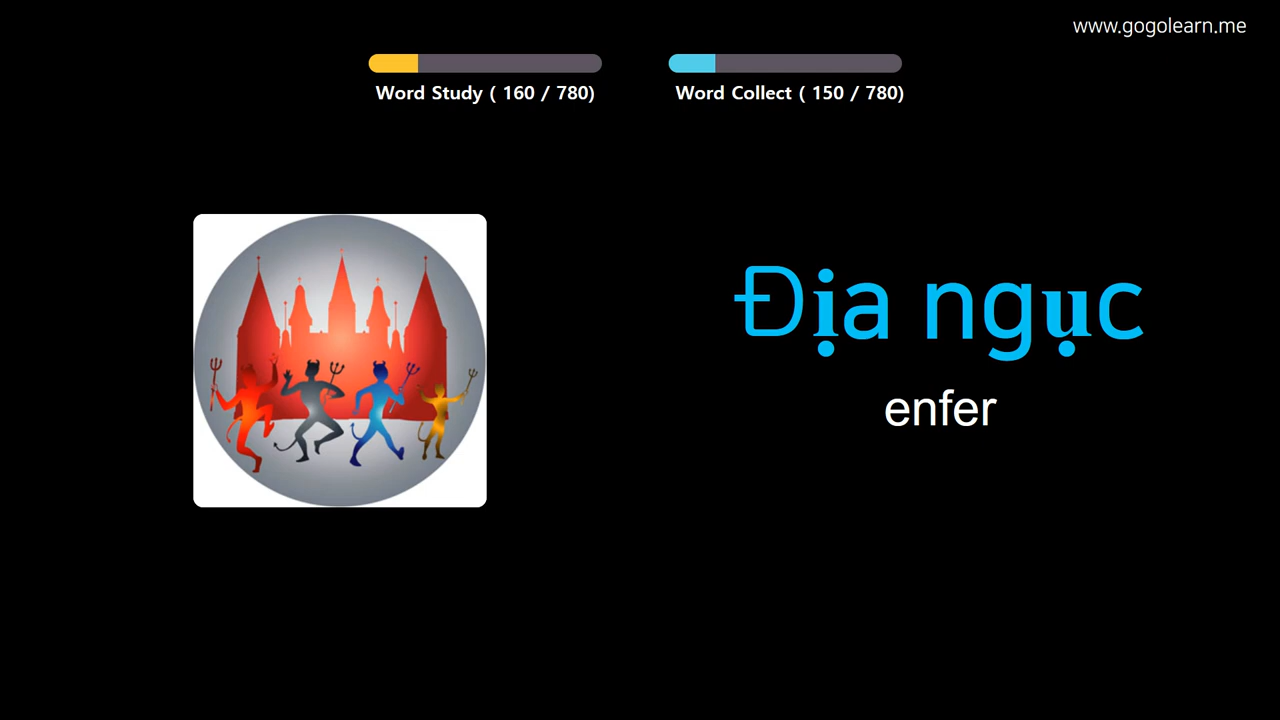 www.gogolearn.me
Word Study ( 160 / 780)
Word Collect ( 150 / 780)
Địa ngục
enfer